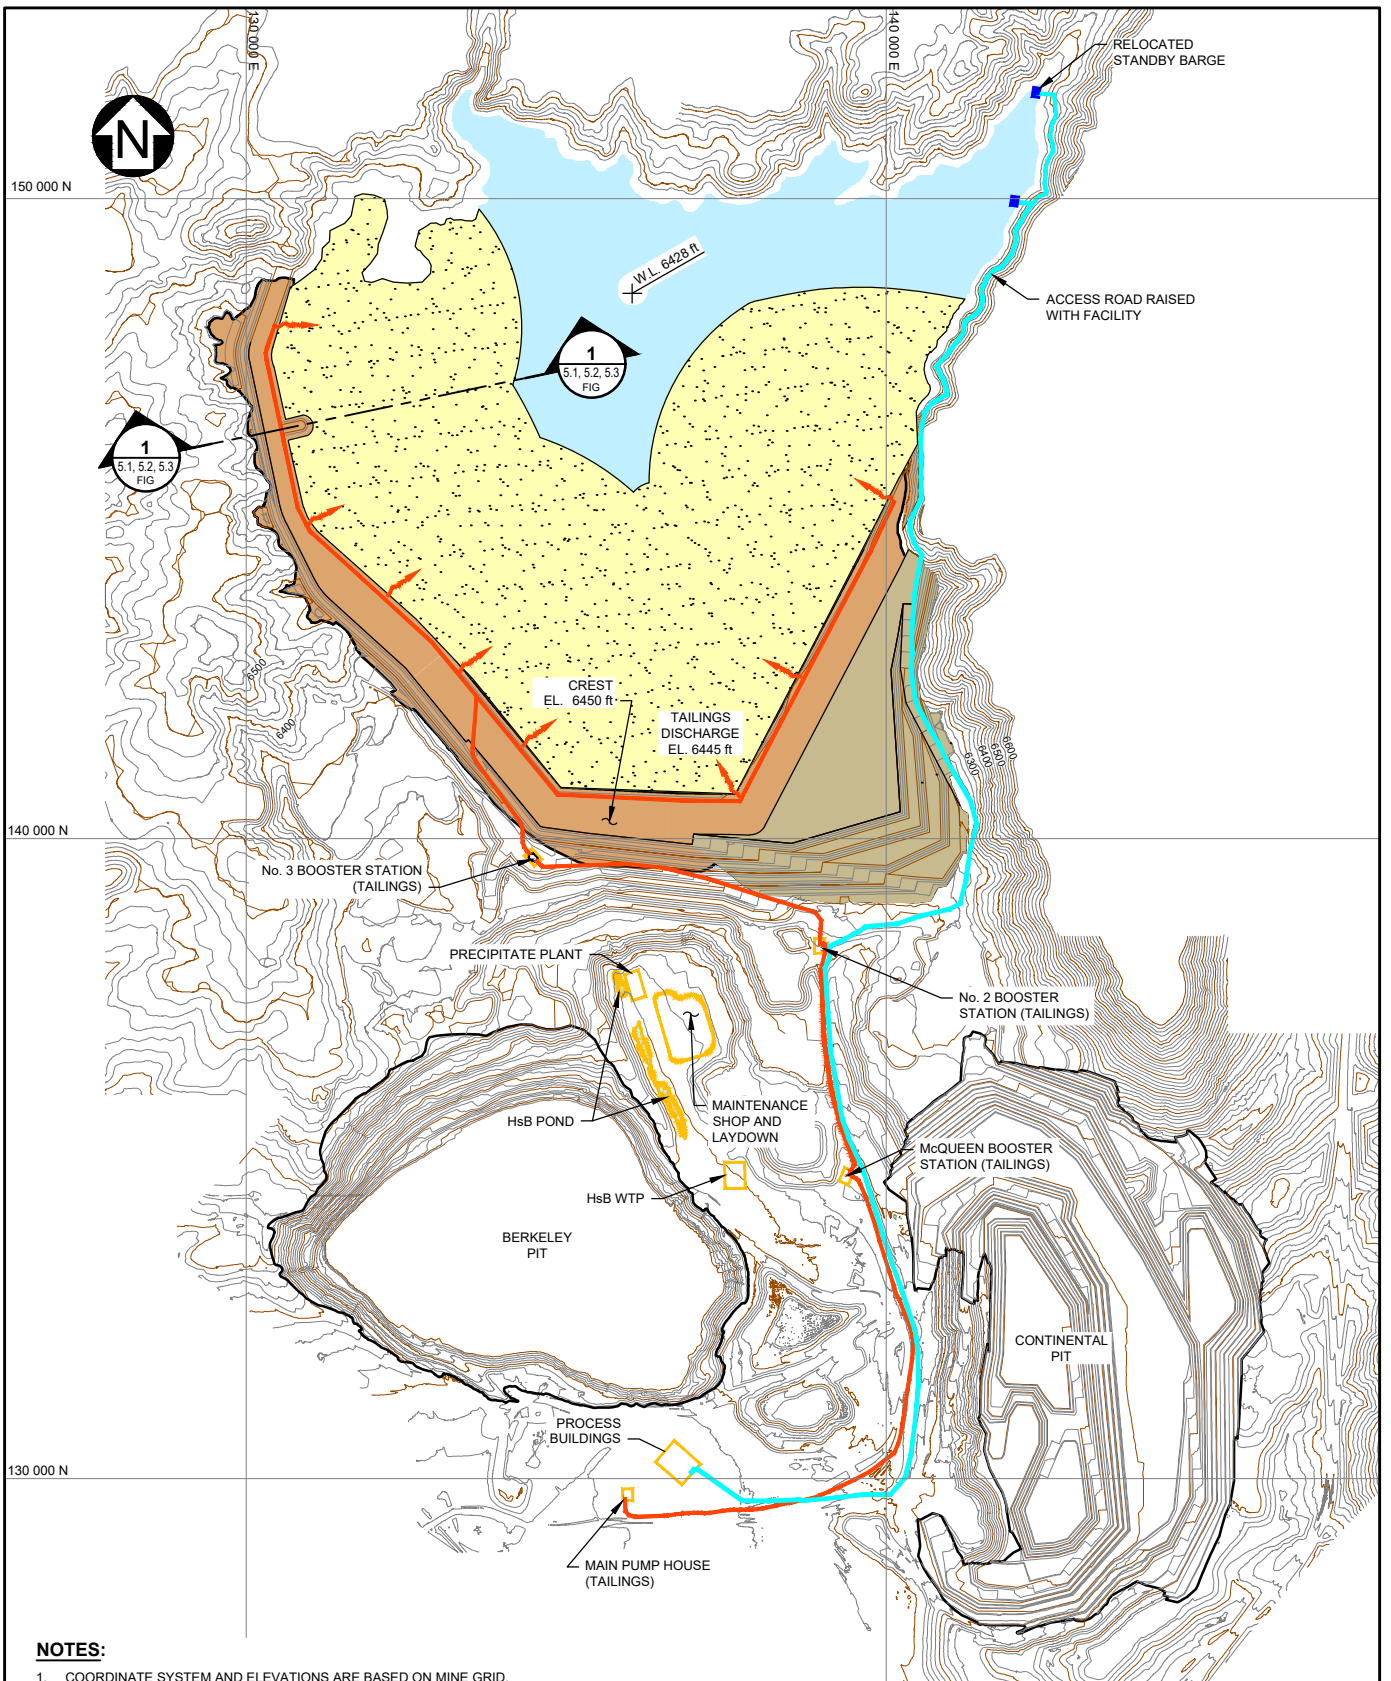 130 000 E
140 000 E
RELOCATED
STANDBY BARGE
N
150 000 N
W.L. 6428 ft
ACCESS ROAD RAISED
WITH FACILITY
1
5.1, 5.2, 5.3
FIG
1
5.1, 5.2, 5.3
FIG
6500
6400
CREST
EL. 6450 ft
TAILINGS
DISCHARGE
EL. 6445 ft
6600
6500
6400
6300
140 000 N
No. 3 BOOSTER STATION
(TAILINGS)
PRECIPITATE PLANT
No. 2 BOOSTER
STATION (TAILINGS)
HsB POND
MAINTENANCE
SHOP AND
LAYDOWN
McQUEEN BOOSTER
STATION (TAILINGS)
HsB WTP
BERKELEY
PIT
CONTINENTAL
PIT
PROCESS
BUILDINGS
130 000 N
MAIN PUMP HOUSE
(TAILINGS)
NOTES:
1. COORDINATE SYSTEM AND ELEVATIONS ARE BASED ON MINE GRID.